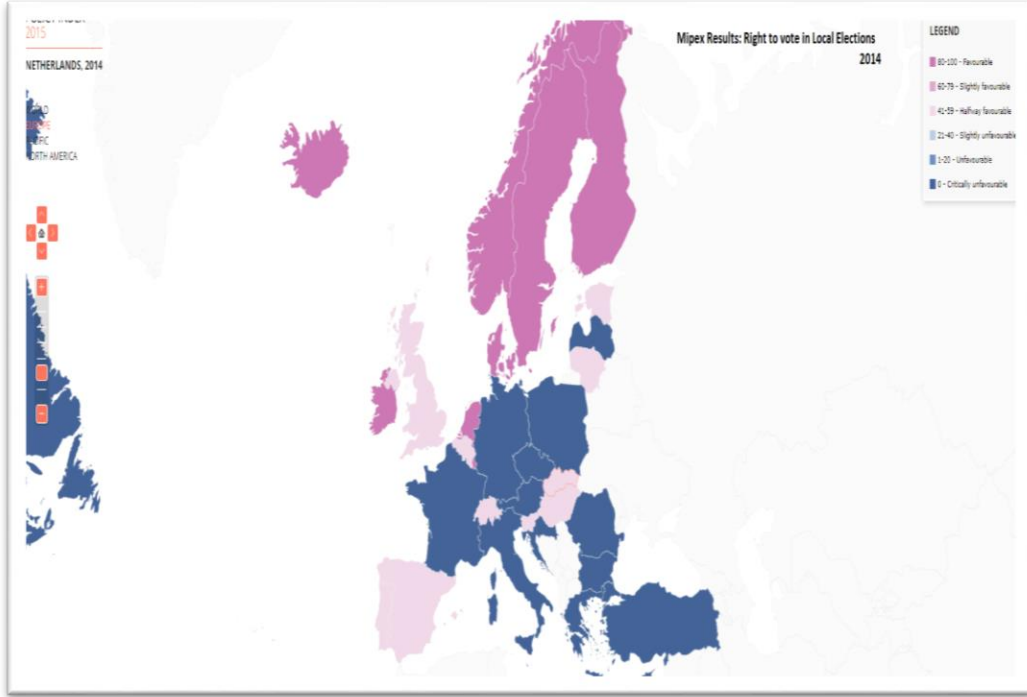 2015
NETHERLANDS, 2014
ORTH AMERICA
Mipex Results: Right to vote in Local Elections
2014
LEGEND
80-100 - Favourable
60-79 - Slightly favourable
41-59 - Halfway favourable
21-40 - Slightly unfavourable
1-20 - Unfavourable
0 - Critically unfavourable